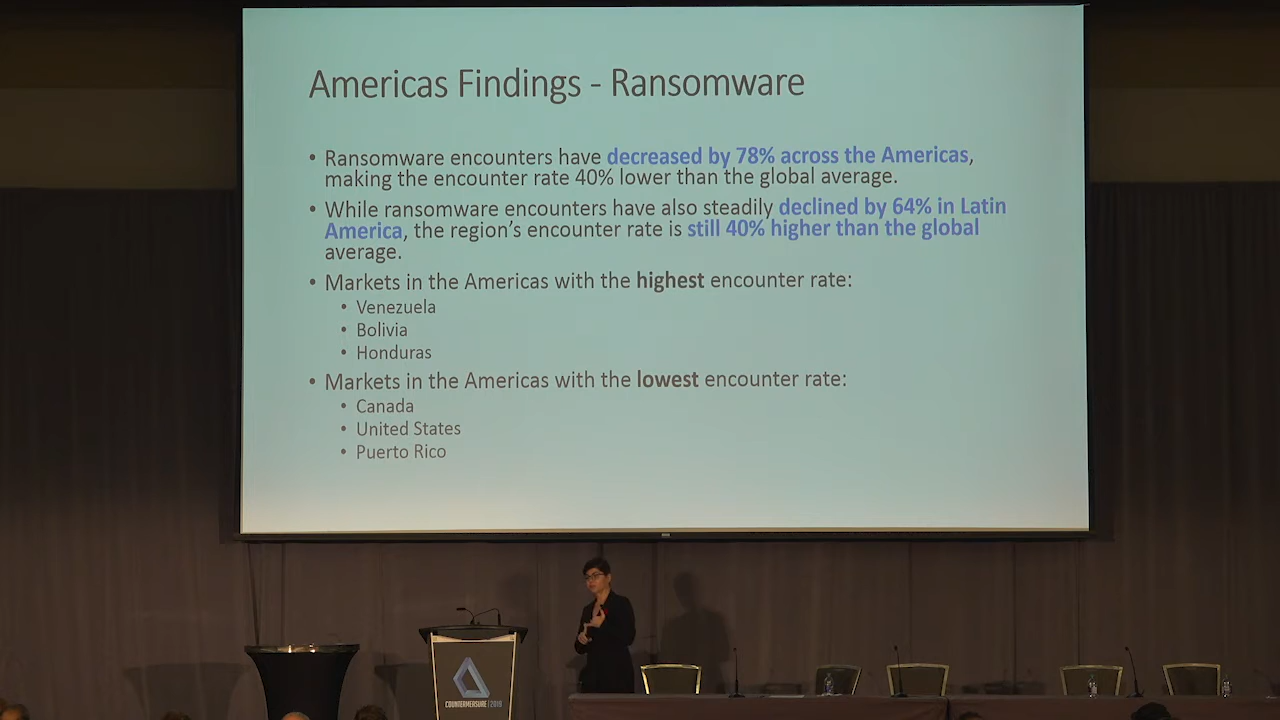 Americas Findings - Ransomware
• Ransomware encounters have decreased by 78% across the Americas,
making the encounter rate 40% lower than the global average.
• While ransomware encounters have also steadily declined by 64% in Latin
America, the region's encounter rate is still 40% higher than the global
average.
• Markets in the Americas with the highest encounter rate:
• Venezuela
• Bolivia
• Honduras
• Markets in the Americas with the lowest encounter rate:
• Canada
• United States
• Puerto Rico
COUNTERMEASURE | 2019